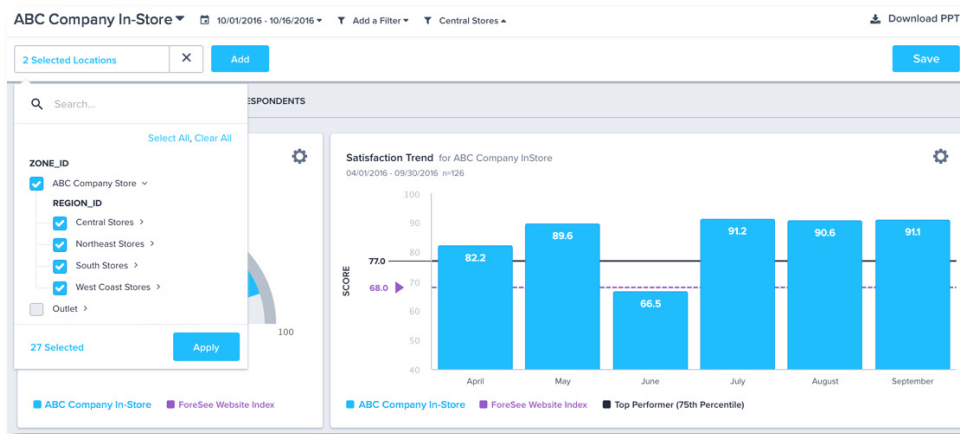 ABC Company In-Store
10/01/2016 - 10/16/2016
Add a Filter
Central Stores
Download PPT
2 Selected Locations
Add
Save
Search...
Select All, Clear All
ZONE_ID
ABC Company Store
REGION_ID
Central Stores
Northeast Stores
South Stores
West Coast Stores
Outlet
27 Selected
Apply
ESPONDENTS
100
ABC Company In-Store
ForeSee Website Index
Satisfaction Trend for ABC Company InStore
04/01/2016 - 09/30/2016 n=126
SCORE
100
90
80
77.0
70
68.0
60
50
40
82.2
89.6
66.5
91.2
90.6
91.1
April
May
June
July
August
September
ABC Company In-Store
ForeSee Website Index
Top Performer (75th Percentile)